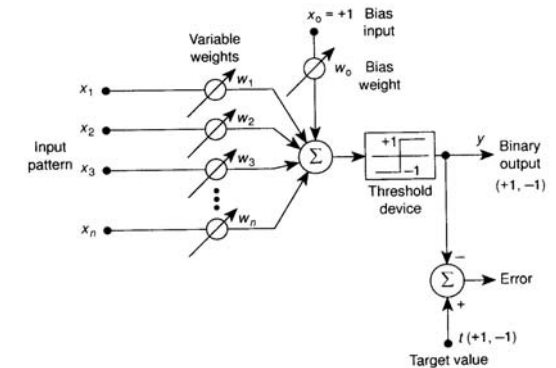 x₀ = +1 Bias
input
Variable
weights
w₀ Bias
weight
x₁
w₁
x₂
w₂
Input
pattern
x₃
w₃
xₙ
wₙ
Σ
+1
−1
Threshold
device
y
Binary
output
(+1, −1)
−
Σ
Error
+
t (+1, −1)
Target value